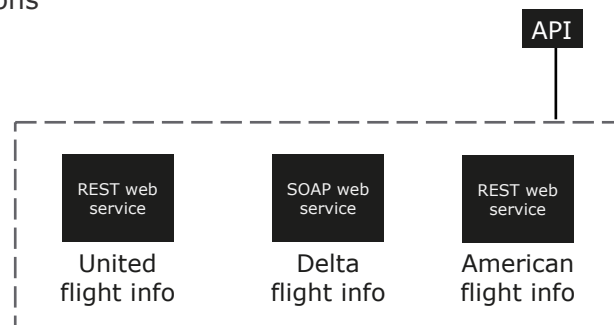 API
REST web
service
SOAP web
service
REST web
service
United
flight info
Delta
flight info
American
flight info